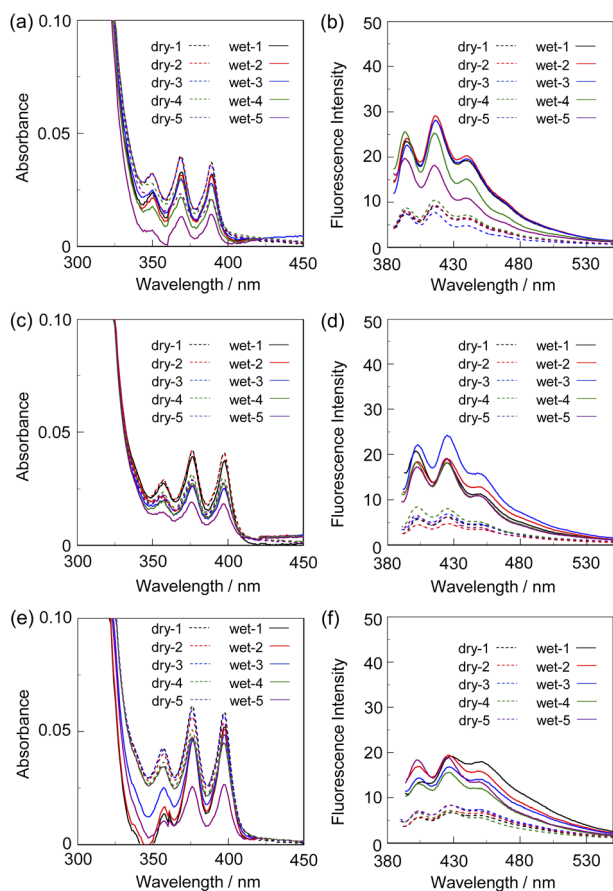 (a)
0.10
0.05
0
Absorbance
dry-1 wet-1
dry-2 wet-2
dry-3 wet-3
dry-4 wet-4
dry-5 wet-5
300 350 400 450
Wavelength / nm
(b)
50
40
30
20
10
0
Fluorescence Intensity
dry-1 wet-1
dry-2 wet-2
dry-3 wet-3
dry-4 wet-4
dry-5 wet-5
380 430 480 530
Wavelength / nm
(c)
0.10
0.05
0
Absorbance
dry-1 wet-1
dry-2 wet-2
dry-3 wet-3
dry-4 wet-4
dry-5 wet-5
300 350 400 450
Wavelength / nm
(d)
50
40
30
20
10
0
Fluorescence Intensity
dry-1 wet-1
dry-2 wet-2
dry-3 wet-3
dry-4 wet-4
dry-5 wet-5
380 430 480 530
Wavelength / nm
(e)
0.10
0.05
0
Absorbance
dry-1 wet-1
dry-2 wet-2
dry-3 wet-3
dry-4 wet-4
dry-5 wet-5
300 350 400 450
Wavelength / nm
(f)
50
40
30
20
10
0
Fluorescence Intensity
dry-1 wet-1
dry-2 wet-2
dry-3 wet-3
dry-4 wet-4
dry-5 wet-5
380 430 480 530
Wavelength / nm